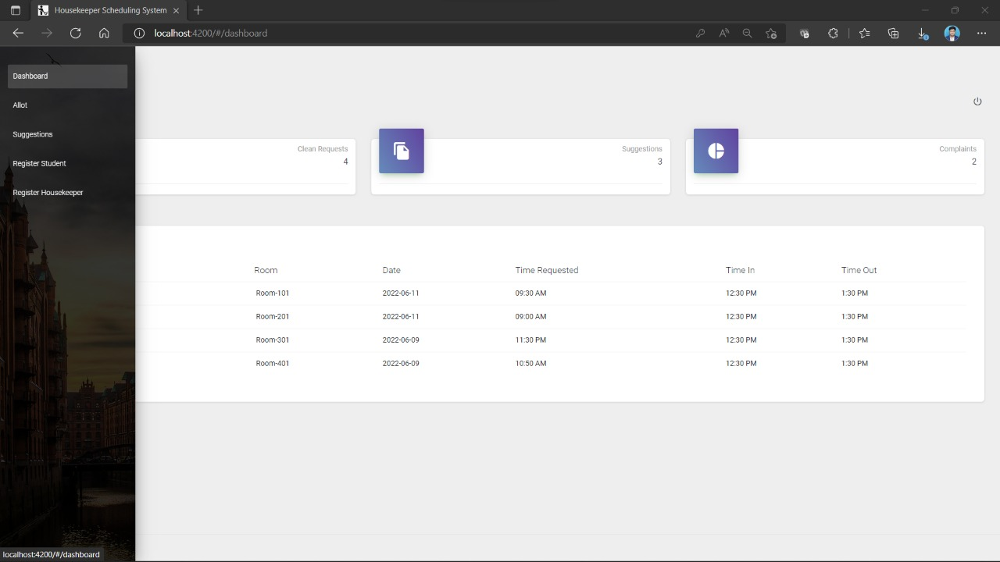 Housekeeper Scheduling System
localhost:4200/#/dashboard
Dashboard
Allot
Suggestions
Register Student
Register Housekeeper
Clean Requests
4
Suggestions
3
Complaints
2
Room Date Time Requested Time In Time Out
Room-101 2022-06-11 09:30 AM 12:30 PM 1:30 PM
Room-201 2022-06-11 09:00 AM 12:30 PM 1:30 PM
Room-301 2022-06-09 11:30 PM 12:30 PM 1:30 PM
Room-401 2022-06-09 10:50 AM 12:30 PM 1:30 PM
localhost:4200/#/dashboard